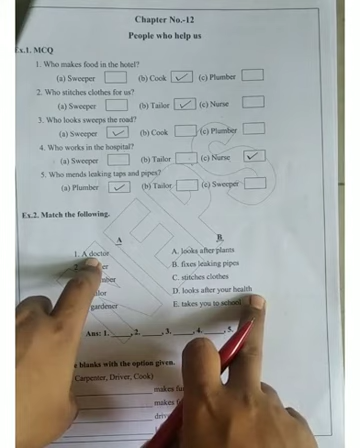 Chapter No.-12
People who help us
Ex.1. MCQ
1. Who makes food in the hotel?
(a) Sweeper (b) Cook ✓ (c) Plumber
2. Who stitches clothes for us?
(a) Sweeper (b) Tailor ✓ (c) Nurse
3. Who looks sweeps the road?
(a) Sweeper ✓ (b) Cook (c) Plumber
4. Who works in the hospital?
(a) Sweeper (b) Tailor (c) Nurse ✓
5. Who mends leaking taps and pipes?
(a) Plumber ✓ (b) Tailor (c) Sweeper
Ex.2. Match the following.
A B
1. A doctor A. looks after plants
B. fixes leaking pipes
C. stitches clothes
D. looks after your health
gardener E. takes you to school
Ans: 1. ____, 2. ____, 3. ____, 4. ____, 5.
blanks with the option given.
Carpenter, Driver, Cook)
makes
makes